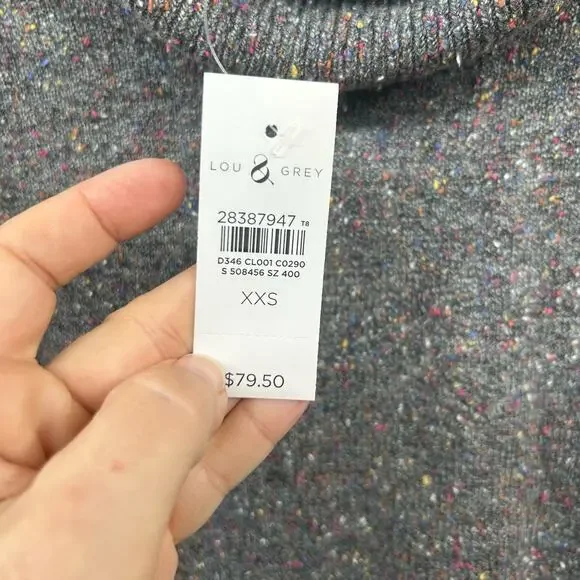 LOU & GREY
28387947 T8
D346 CL001 C0290
S 508456 SZ 400
XXS
$79.50